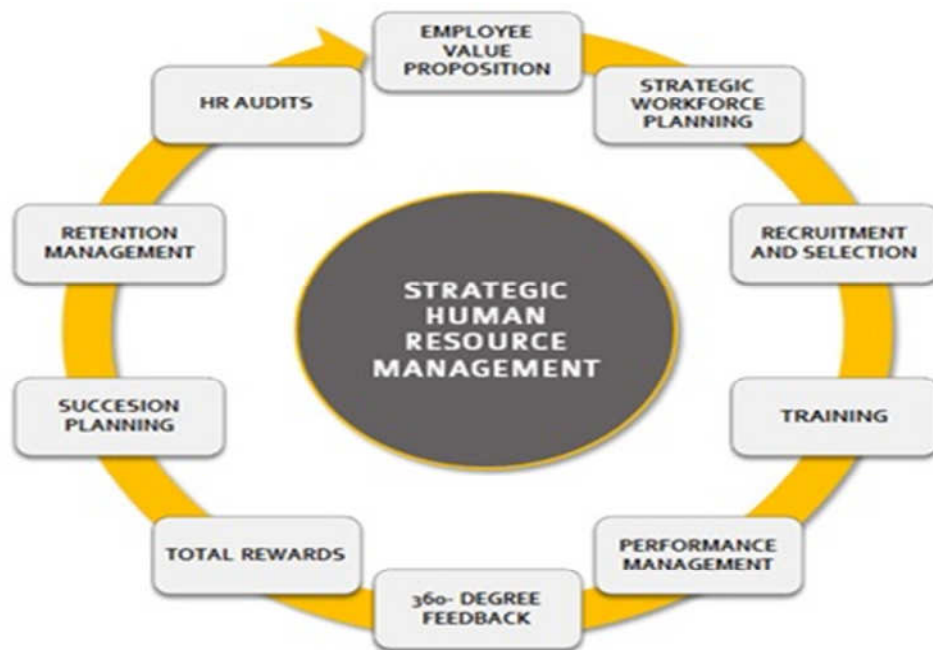 EMPLOYEE
VALUE
PROPOSITION
STRATEGIC
WORKFORCE
PLANNING
RECRUITMENT
AND SELECTION
TRAINING
PERFORMANCE
MANAGEMENT
360- DEGREE
FEEDBACK
TOTAL REWARDS
SUCCESION
PLANNING
RETENTION
MANAGEMENT
HR AUDITS
STRATEGIC
HUMAN
RESOURCE
MANAGEMENT